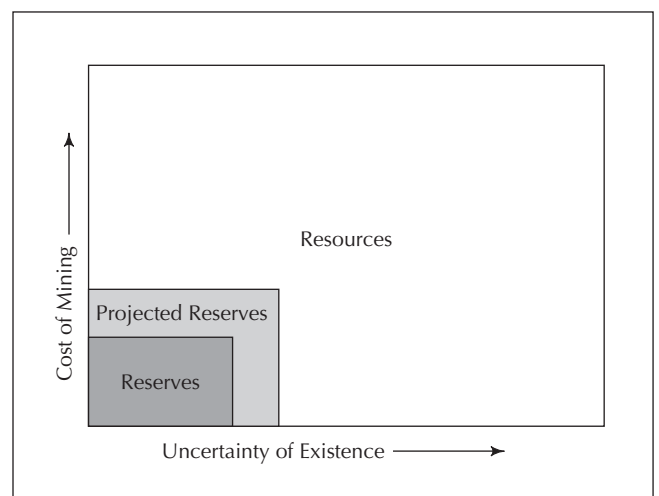 Resources
Cost of Mining
Projected Reserves
Reserves
Uncertainty of Existence